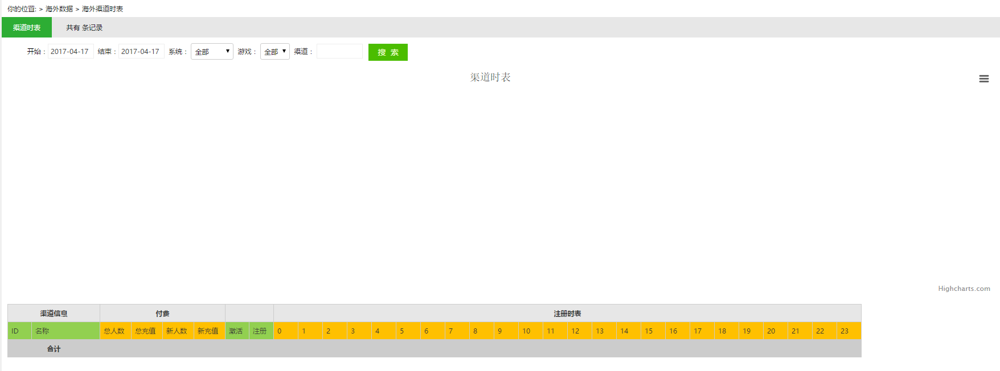 你的位置: > 海外数据 > 海外渠道时表
渠道时表 共有 条记录
开始： 2017-04-17 结束： 2017-04-17 系统： 全部 游戏： 全部 渠道： 搜 索
渠道时表
Highcharts.com
渠道信息 付费 注册时表
ID 名称 总人数 总充值 新人数 新充值 激活 注册 0 1 2 3 4 5 6 7 8 9 10 11 12 13 14 15 16 17 18 19 20 21 22 23
合计